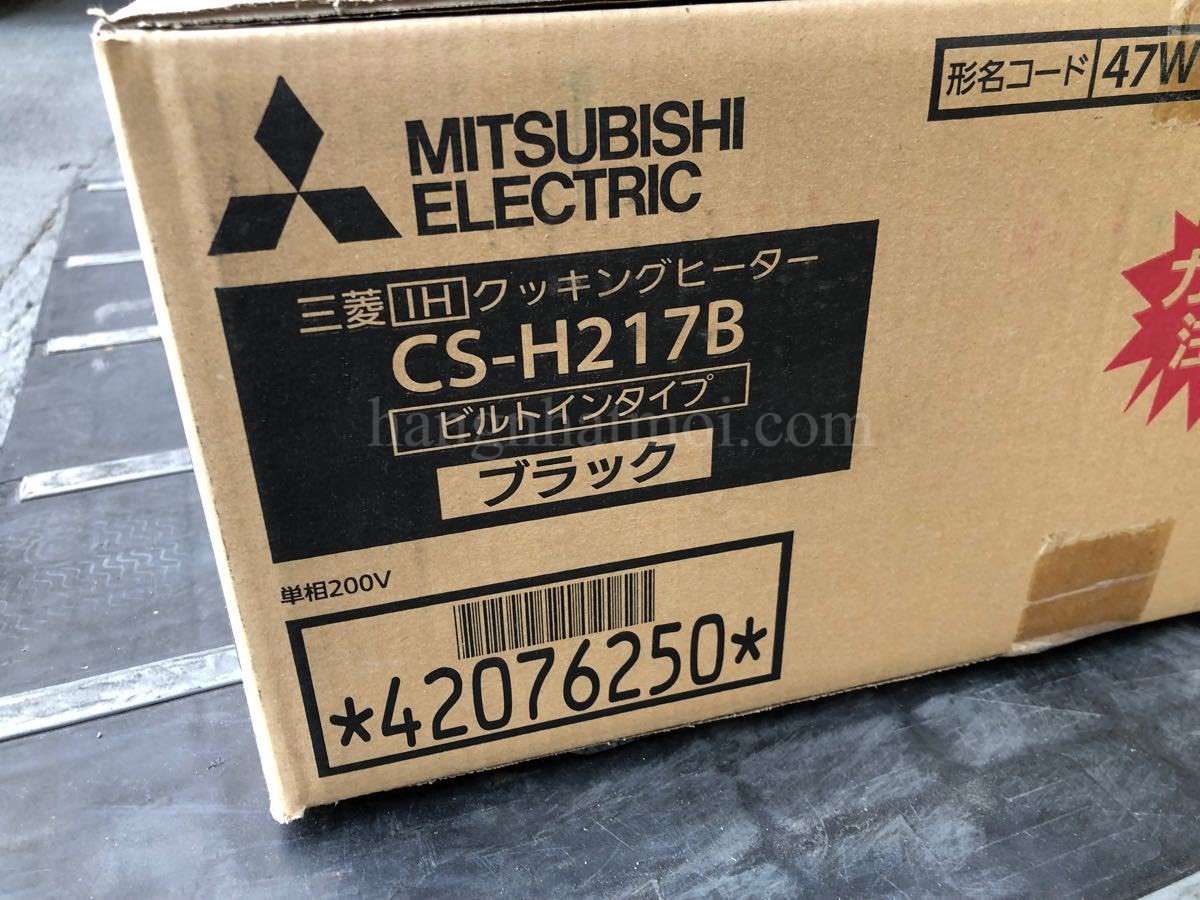 形名コード 47W
MITSUBISHI
ELECTRIC
三菱 IH クッキングヒーター
CS-H217B
ビルトインタイプ
hangnhatmoi.com
ブラック
単相200V
*42076250*